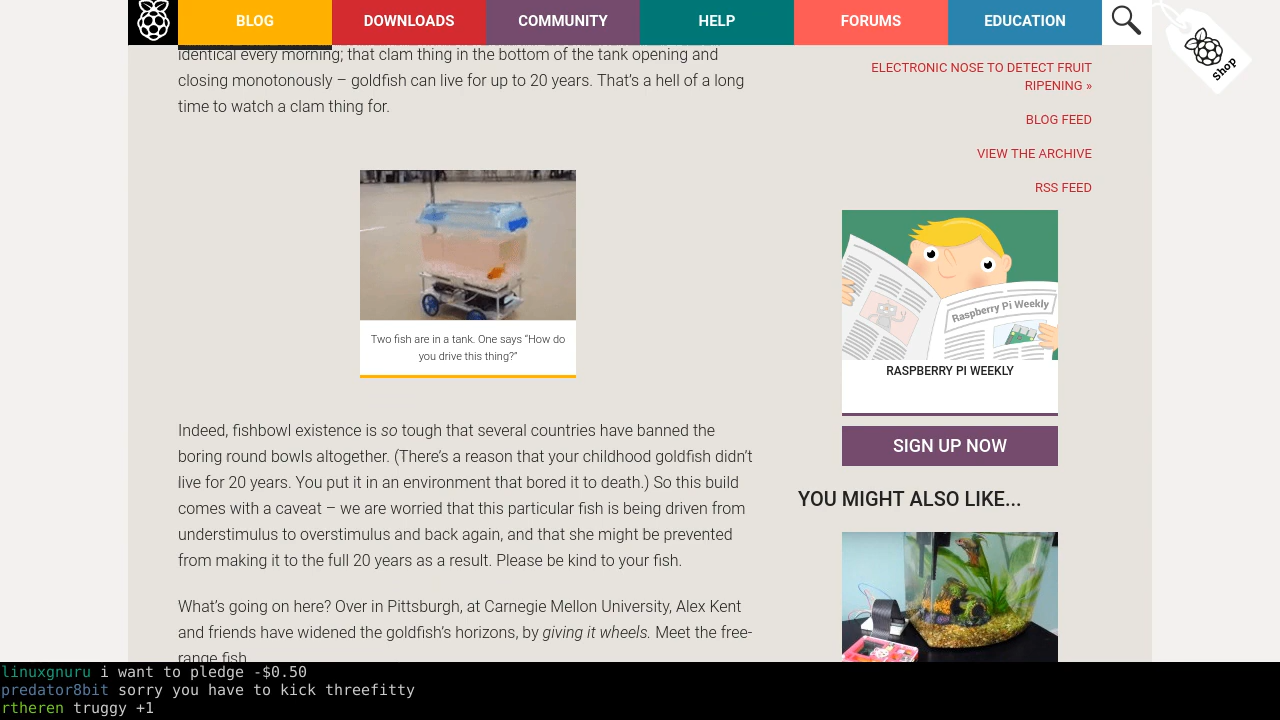 BLOG
DOWNLOADS
COMMUNITY
HELP
FORUMS
EDUCATION
Shop
identical every morning; that clam thing in the bottom of the tank opening and
closing monotonously – goldfish can live for up to 20 years. That's a hell of a long
time to watch a clam thing for.
Two fish are in a tank. One says “How do
you drive this thing?”
Indeed, fishbowl existence is so tough that several countries have banned the
boring round bowls altogether. (There's a reason that your childhood goldfish didn't
live for 20 years. You put it in an environment that bored it to death.) So this build
comes with a caveat – we are worried that this particular fish is being driven from
understimulus to overstimulus and back again, and that she might be prevented
from making it to the full 20 years as a result. Please be kind to your fish.
What's going on here? Over in Pittsburgh, at Carnegie Mellon University, Alex Kent
and friends have widened the goldfish's horizons, by giving it wheels. Meet the free-
range fish
ELECTRONIC NOSE TO DETECT FRUIT
RIPENING »
BLOG FEED
VIEW THE ARCHIVE
RSS FEED
Raspberry Pi Weekly
RASPBERRY PI WEEKLY
SIGN UP NOW
YOU MIGHT ALSO LIKE...
linuxgnuru i want to pledge -$0.50
predator8bit sorry you have to kick threefitty
rtheren truggy +1